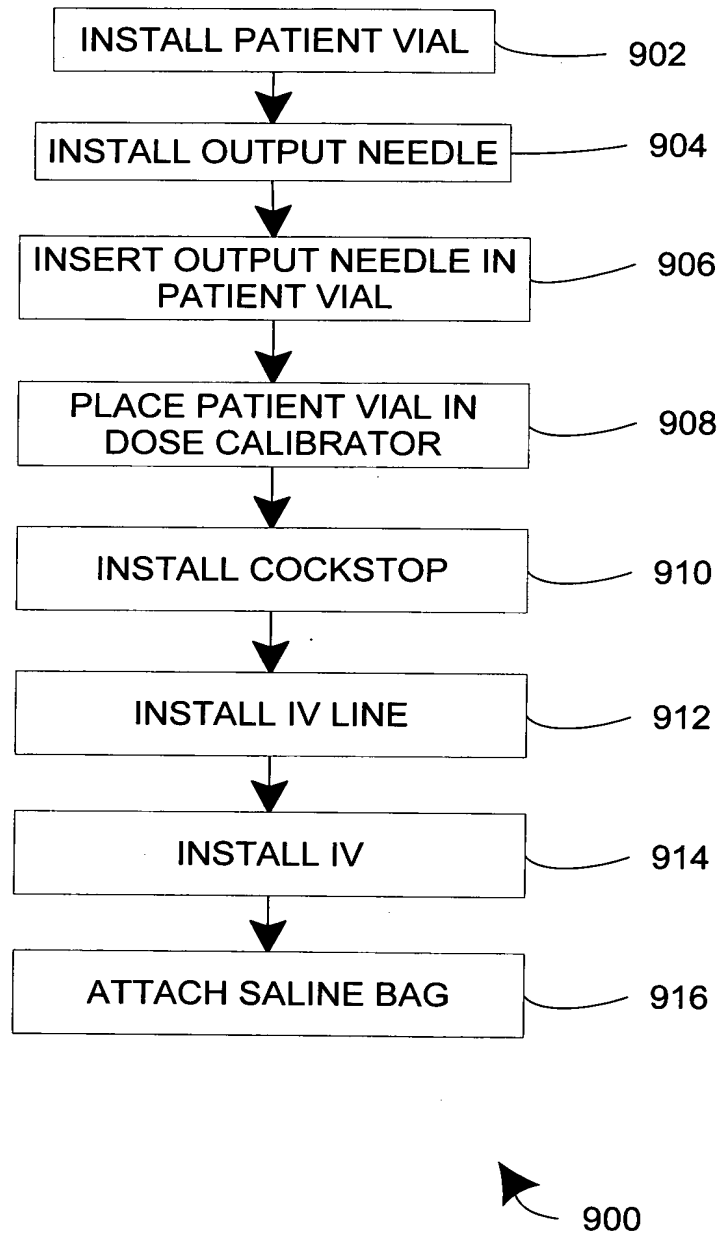 INSTALL PATIENT VIAL
902
INSTALL OUTPUT NEEDLE
904
INSERT OUTPUT NEEDLE IN
PATIENT VIAL
906
PLACE PATIENT VIAL IN
DOSE CALIBRATOR
908
INSTALL COCKSTOP
910
INSTALL IV LINE
912
INSTALL IV
914
ATTACH SALINE BAG
916
900